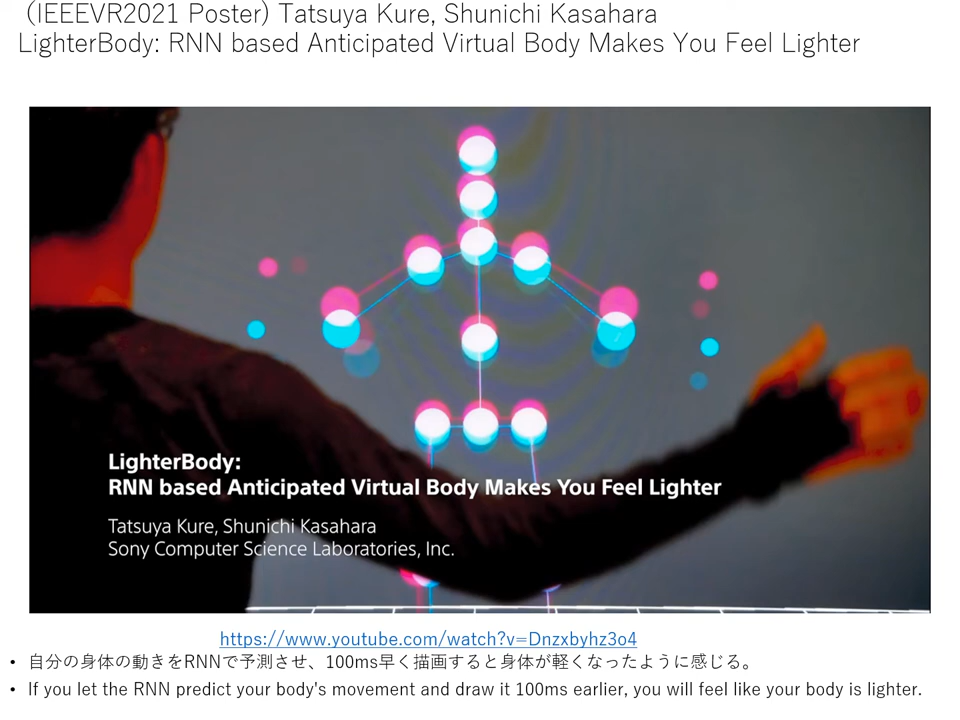 （IEEEVR2021 Poster) Tatsuya Kure, Shunichi Kasahara
LighterBody: RNN based Anticipated Virtual Body Makes You Feel Lighter
LighterBody:
RNN based Anticipated Virtual Body Makes You Feel Lighter
Tatsuya Kure, Shunichi Kasahara
Sony Computer Science Laboratories, Inc.
https://www.youtube.com/watch?v=Dnzxbyhz3o4
• 自分の身体の動きをRNNで予測させ、100ms早く描画すると身体が軽くなったように感じる。
• If you let the RNN predict your body's movement and draw it 100ms earlier, you will feel like your body is lighter.